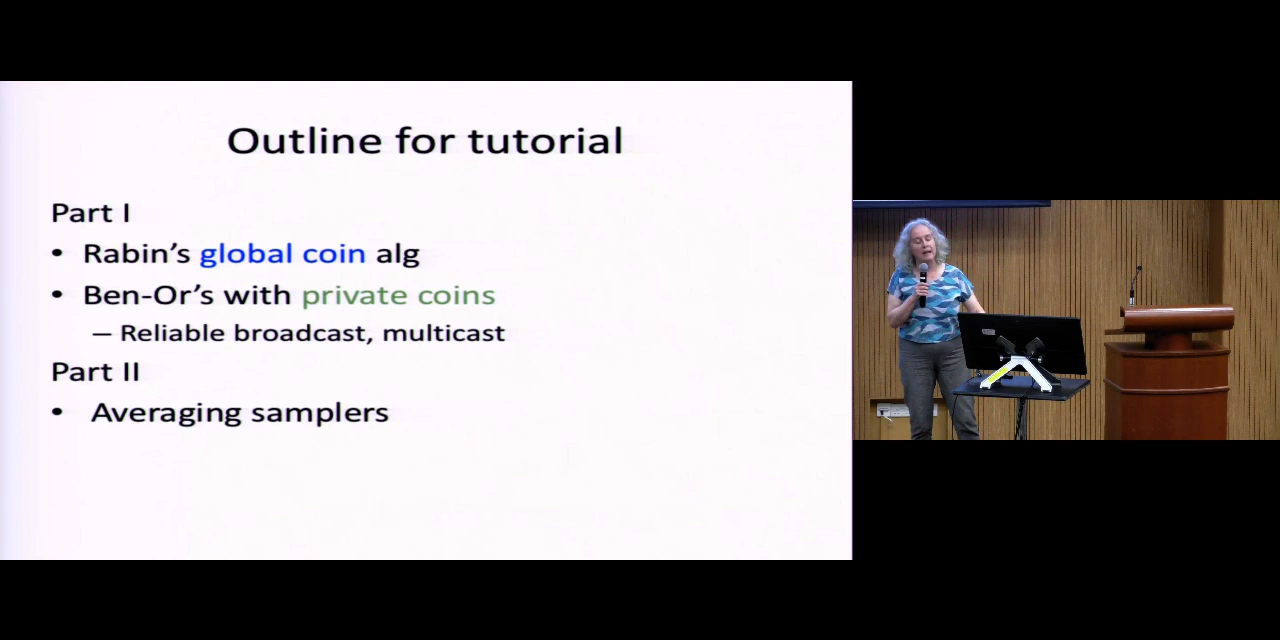 Outline for tutorial
Part I
• Rabin's global coin alg
• Ben-Or's with private coins
– Reliable broadcast, multicast
Part II
• Averaging samplers